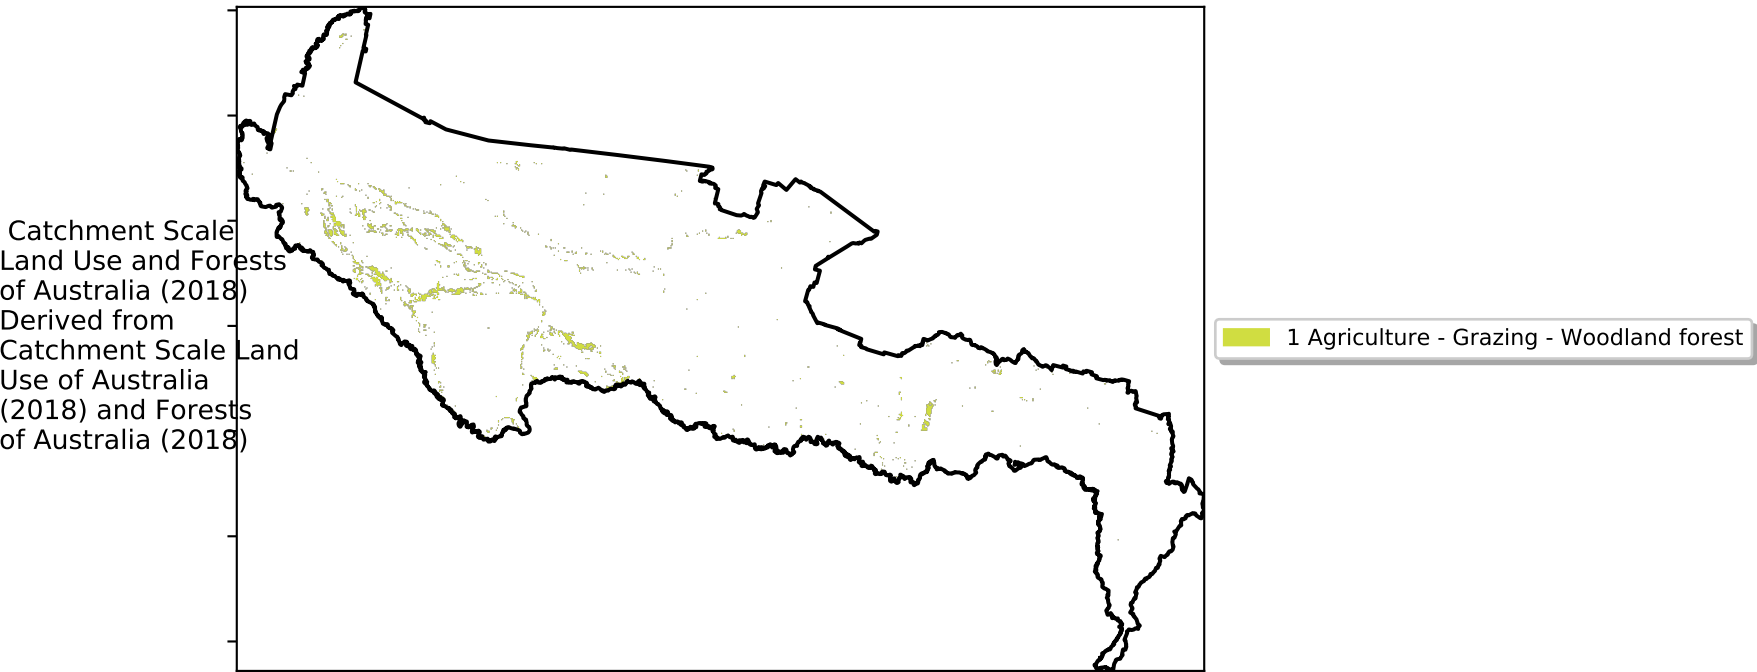 Catchment Scale
Land Use and Forests
of Australia (2018)
Derived from
Catchment Scale Land
Use of Australia
(2018) and Forests
of Australia (2018)
1 Agriculture - Grazing - Woodland forest